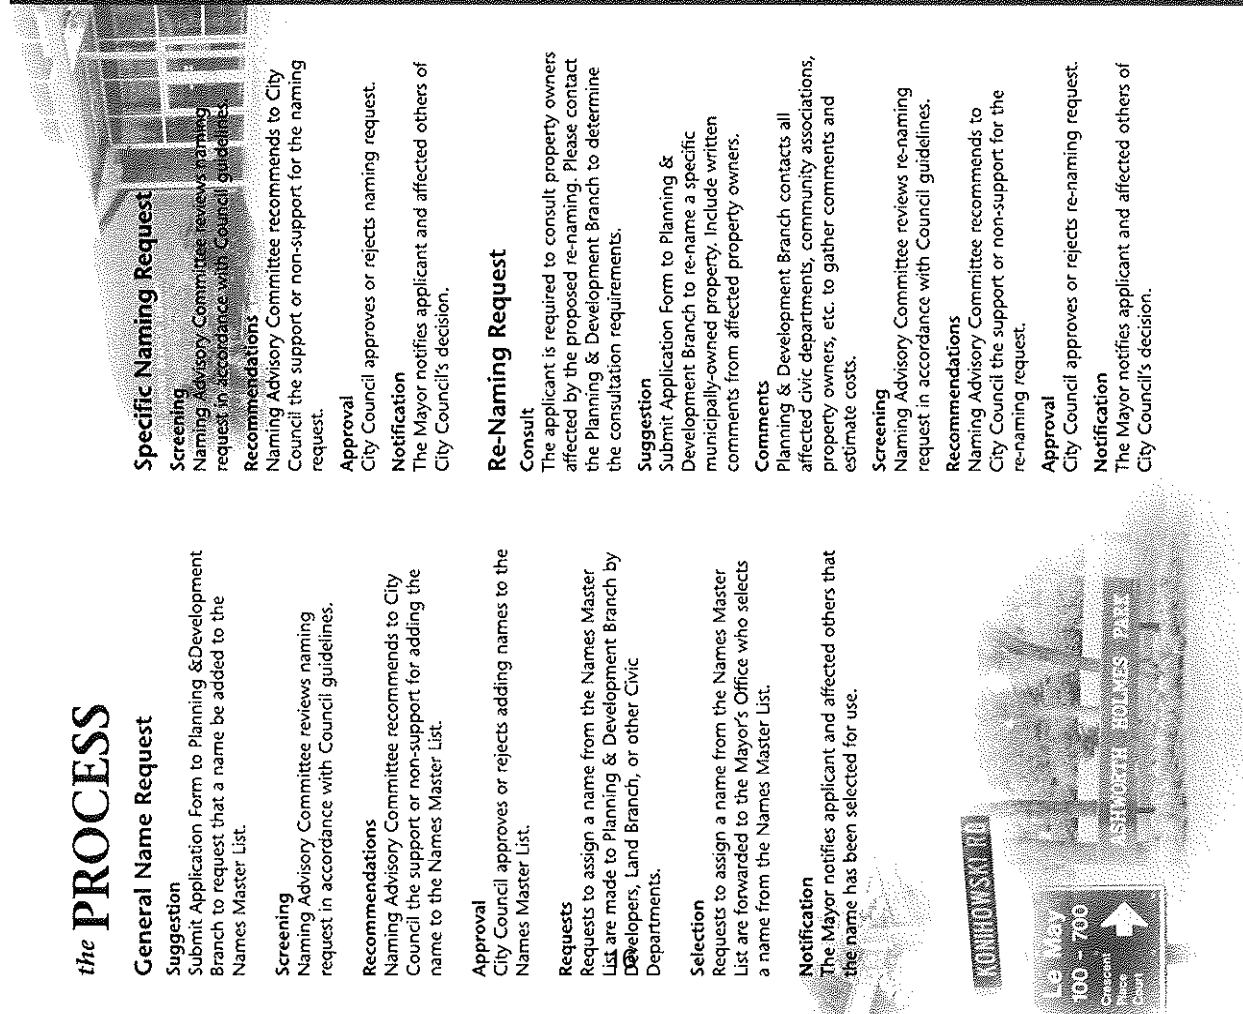 the PROCESS
General Name Request
Suggestion
Submit Application Form to Planning &Development
Branch to request that a name be added to the
Names Master List.
Screening
Naming Advisory Committee reviews naming
request in accordance with Council guidelines.
Recommendations
Naming Advisory Committee recommends to City
Council the support or non-support for adding the
name to the Names Master List.
Approval
City Council approves or rejects adding names to the
Names Master List.
Requests
Requests to assign a name from the Names Master
List are made to Planning & Development Branch by
Developers, Land Branch, or other Civic
Departments.
Selection
Requests to assign a name from the Names Master
List are forwarded to the Mayor's Office who selects
a name from the Names Master List.
Notification
The Mayor notifies applicant and affected others that
the name has been selected for use.
KONIHOWSKI RD
Le May
100 - 700
Crescent
Place
Court
ASHWORTH HOLMES PARK
Specific Naming Request
Screening
Naming Advisory Committee reviews naming
request in accordance with Council guidelines.
Recommendations
Naming Advisory Committee recommends to City
Council the support or non-support for the naming
request.
Approval
City Council approves or rejects naming request.
Notification
The Mayor notifies applicant and affected others of
City Council's decision.
Re-Naming Request
Consult
The applicant is required to consult property owners
affected by the proposed re-naming. Please contact
the Planning & Development Branch to determine
the consultation requirements.
Suggestion
Submit Application Form to Planning &
Development Branch to re-name a specific
municipally-owned property. Include written
comments from affected property owners.
Comments
Planning & Development Branch contacts all
affected civic departments, community associations,
property owners, etc. to gather comments and
estimate costs.
Screening
Naming Advisory Committee reviews re-naming
request in accordance with Council guidelines.
Recommendations
Naming Advisory Committee recommends to
City Council the support or non-support for the
re-naming request.
Approval
City Council approves or rejects re-naming request.
Notification
The Mayor notifies applicant and affected others of
City Council's decision.